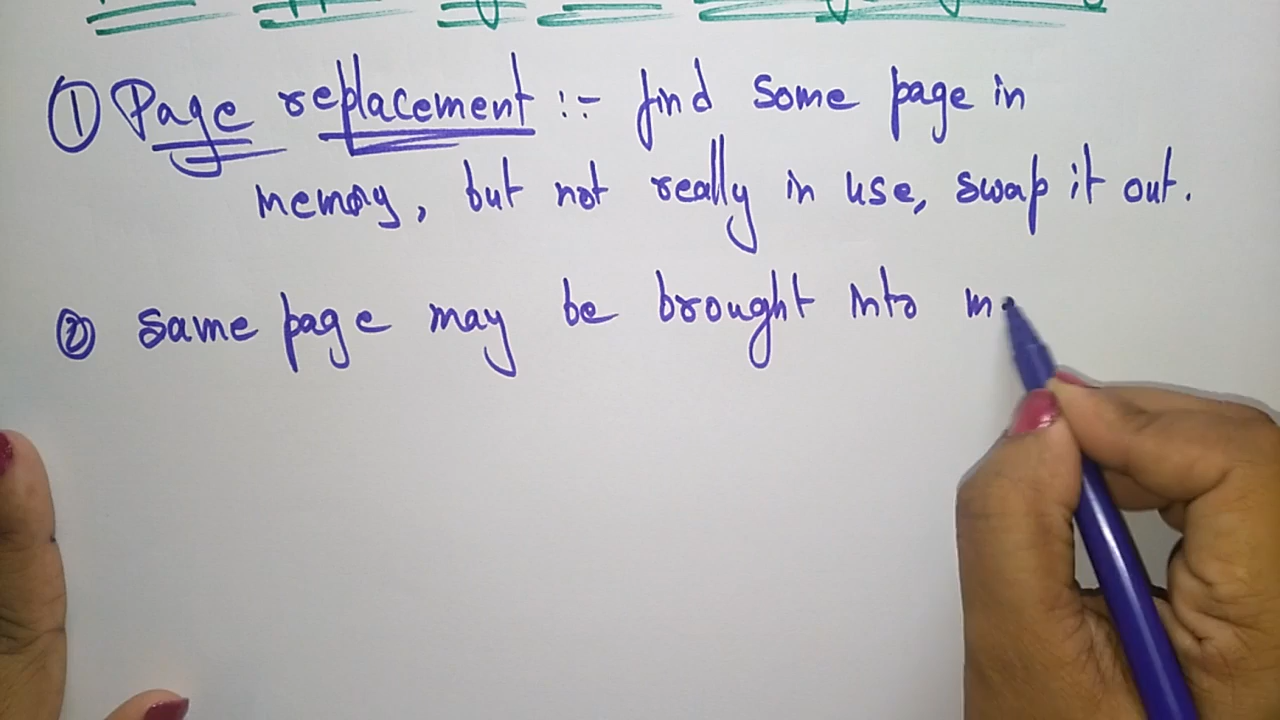 ① Page replacement :- find some page in
memory, but not really in use, swap it out.
② same page may be brought into m